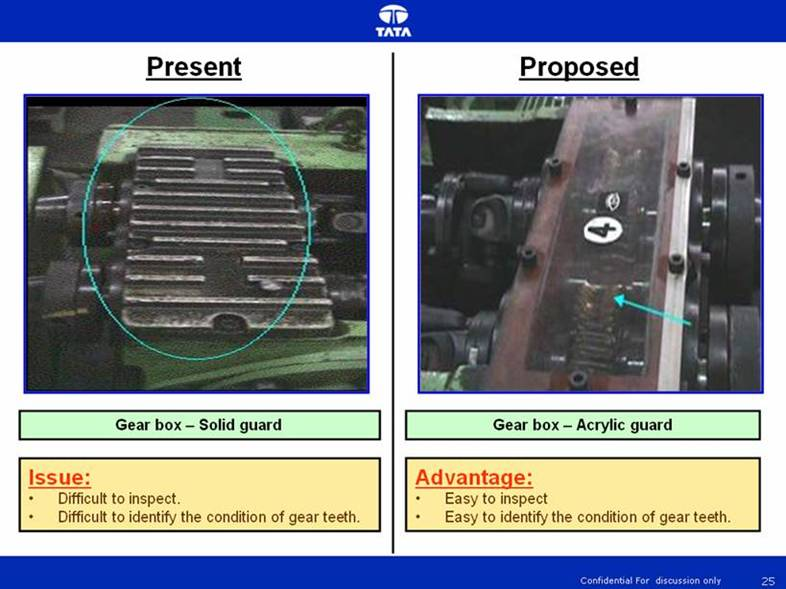 TATA
Present
Proposed
4
Gear box – Solid guard
Gear box – Acrylic guard
Issue:
• Difficult to inspect.
• Difficult to identify the condition of gear teeth.
Advantage:
• Easy to inspect
• Easy to identify the condition of gear teeth.
Confidential For discussion only
25